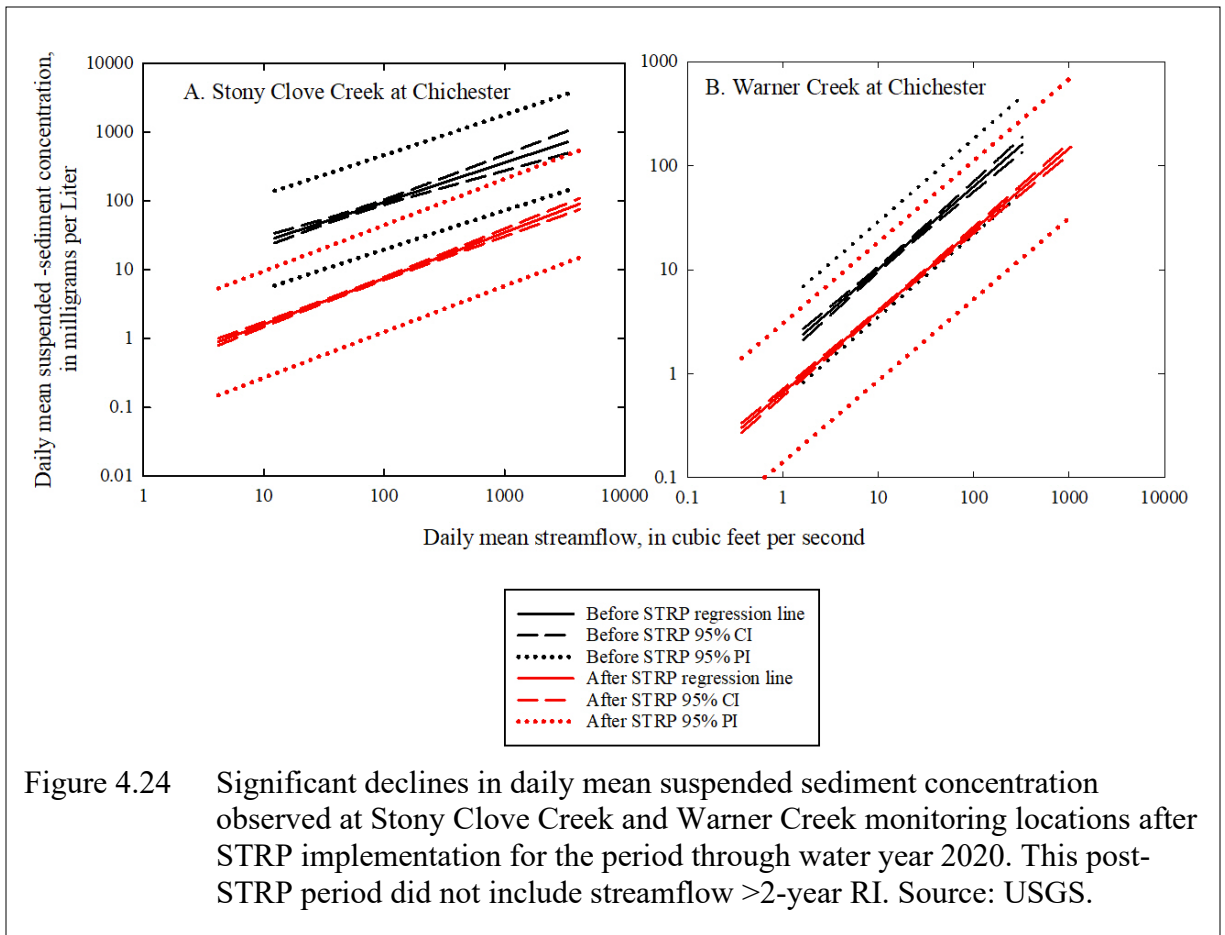 Daily mean suspended -sediment concentration,
in milligrams per Liter
A. Stony Clove Creek at Chichester
10000
1000
100
10
1
0.1
0.01
1
10
100
1000
10000
B. Warner Creek at Chichester
1000
100
10
1
0.1
0.1
1
10
100
1000
10000
Daily mean streamflow, in cubic feet per second
Before STRP regression line
Before STRP 95% CI
Before STRP 95% PI
After STRP regression line
After STRP 95% CI
After STRP 95% PI
Figure 4.24 Significant declines in daily mean suspended sediment concentration
observed at Stony Clove Creek and Warner Creek monitoring locations after
STRP implementation for the period through water year 2020. This post-
STRP period did not include streamflow >2-year RI. Source: USGS.